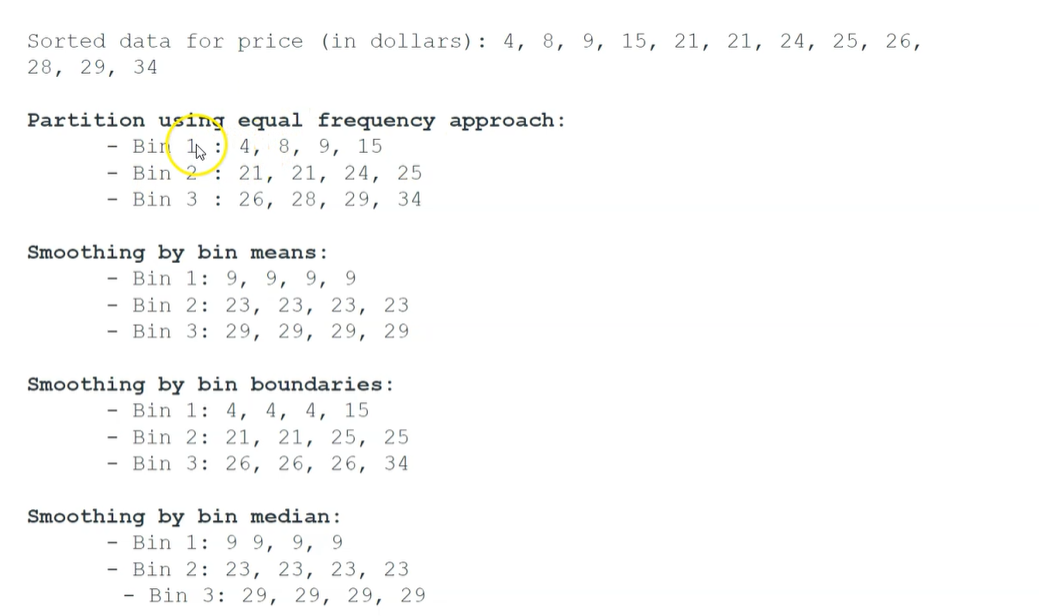 Sorted data for price (in dollars): 4, 8, 9, 15, 21, 21, 24, 25, 26,
28, 29, 34
Partition using equal frequency approach:
- Bin 1 : 4, 8, 9, 15
- Bin 2 : 21, 21, 24, 25
- Bin 3 : 26, 28, 29, 34
Smoothing by bin means:
- Bin 1: 9, 9, 9, 9
- Bin 2: 23, 23, 23, 23
- Bin 3: 29, 29, 29, 29
Smoothing by bin boundaries:
- Bin 1: 4, 4, 4, 15
- Bin 2: 21, 21, 25, 25
- Bin 3: 26, 26, 26, 34
Smoothing by bin median:
- Bin 1: 9 9, 9, 9
- Bin 2: 23, 23, 23, 23
- Bin 3: 29, 29, 29, 29